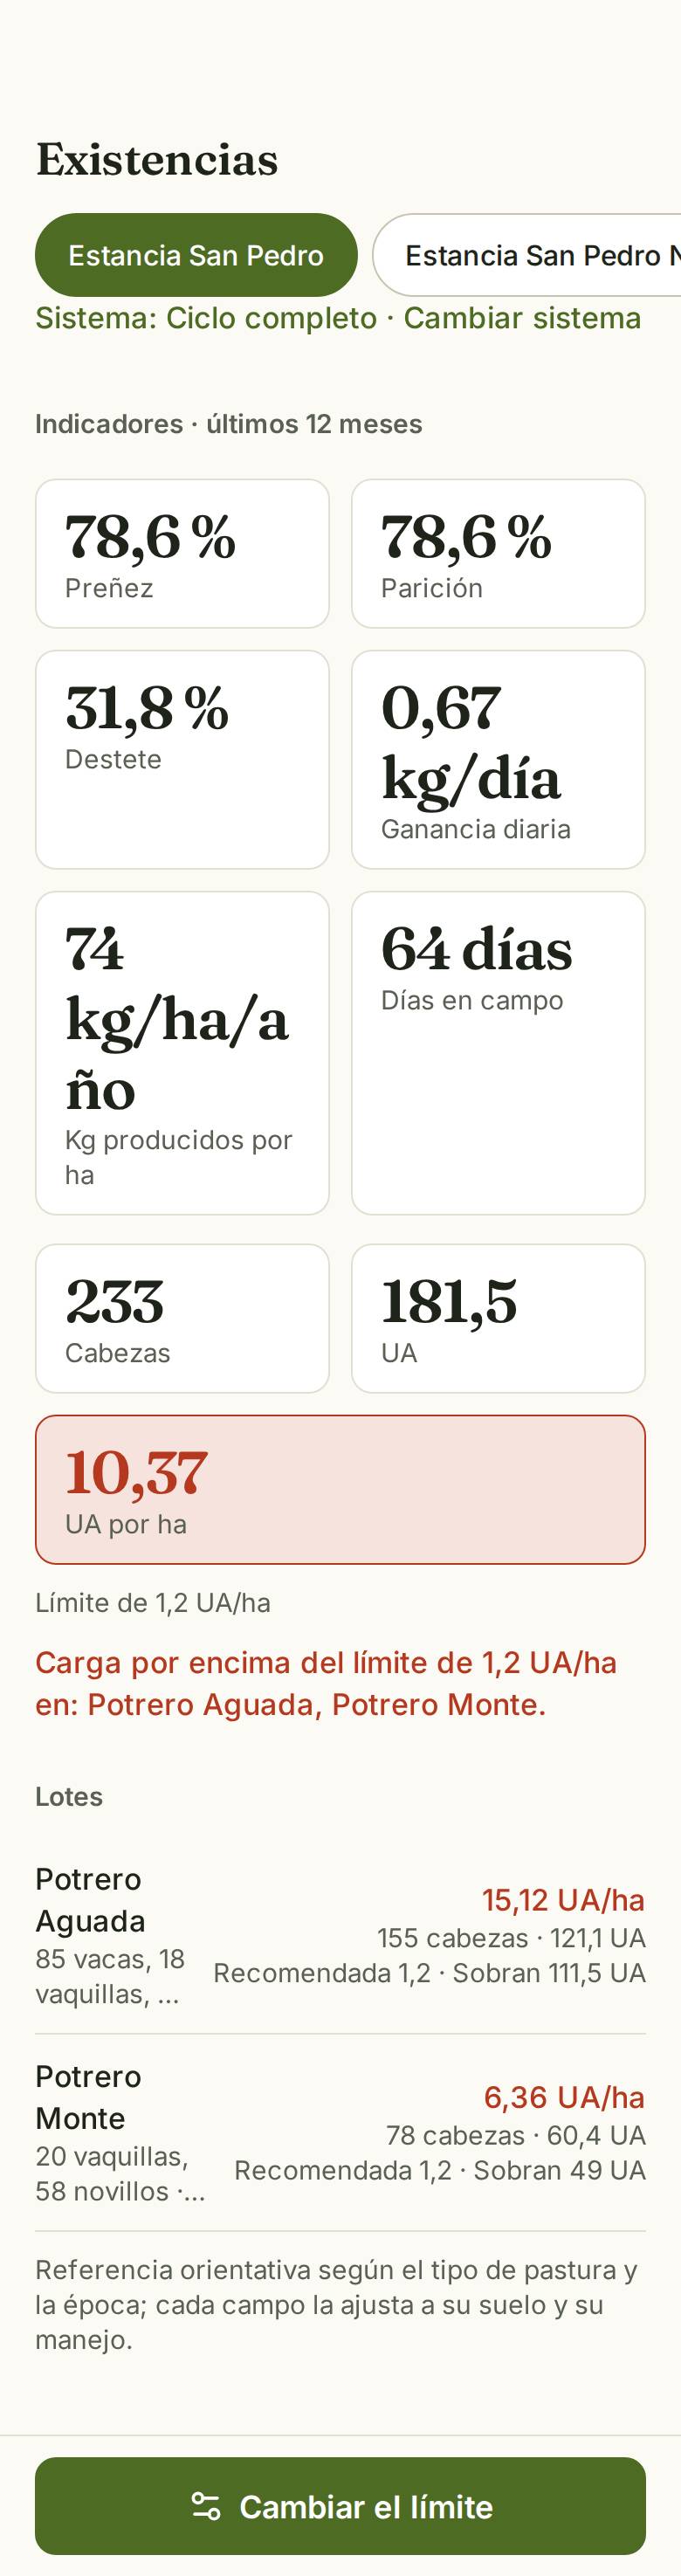 Existencias
Estancia San Pedro
Estancia San Pedro N
Sistema: Ciclo completo · Cambiar sistema
Indicadores · últimos 12 meses
78,6 %
Preñez
78,6 %
Parición
31,8 %
Destete
0,67
kg/día
Ganancia diaria
74
kg/ha/a
ño
Kg producidos por
ha
64 días
Días en campo
233
Cabezas
181,5
UA
10,37
UA por ha
Límite de 1,2 UA/ha
Carga por encima del límite de 1,2 UA/ha
en: Potrero Aguada, Potrero Monte.
Lotes
Potrero
Aguada
85 vacas, 18
vaquillas, ...
15,12 UA/ha
155 cabezas · 121,1 UA
Recomendada 1,2 · Sobran 111,5 UA
Potrero
Monte
20 vaquillas,
58 novillos ·...
6,36 UA/ha
78 cabezas · 60,4 UA
Recomendada 1,2 · Sobran 49 UA
Referencia orientativa según el tipo de pastura y
la época; cada campo la ajusta a su suelo y su
manejo.
Cambiar el límite